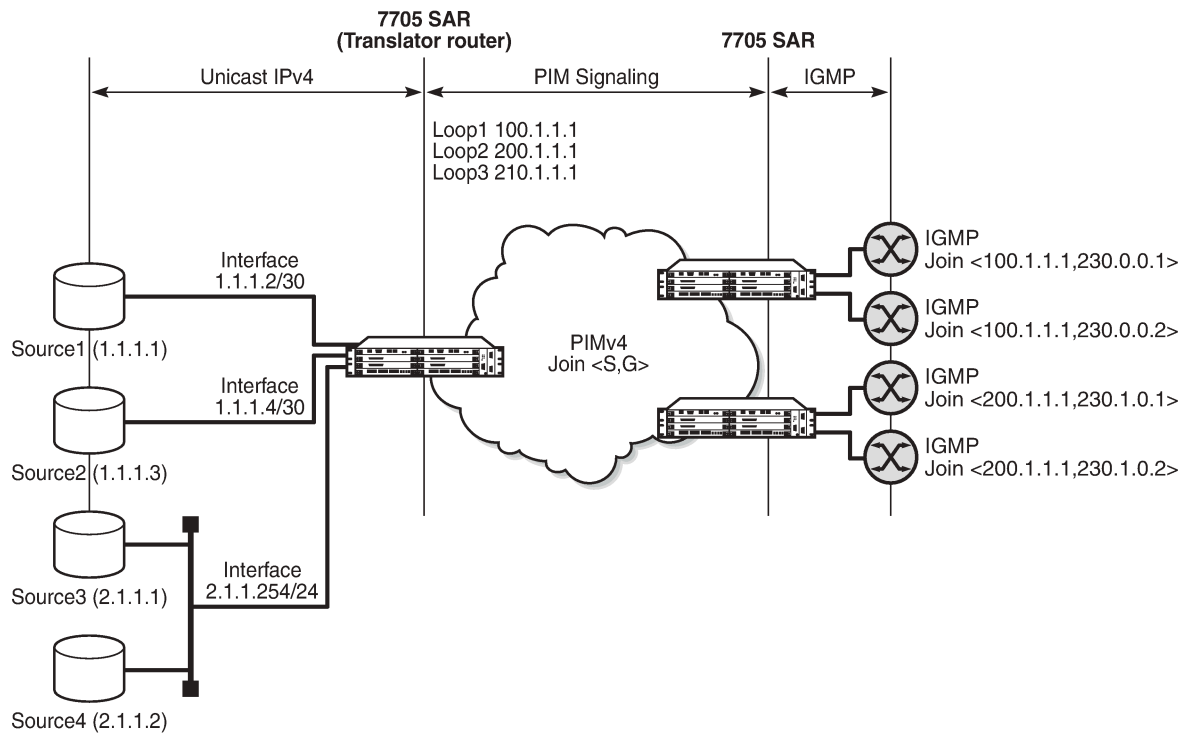 7705 SAR
(Translator router)
7705 SAR
Unicast IPv4
PIM Signaling
IGMP
Loop1 100.1.1.1
Loop2 200.1.1.1
Loop3 210.1.1.1
Interface
1.1.1.2/30
Source1 (1.1.1.1)
Interface
1.1.1.4/30
Source2 (1.1.1.3)
Interface
2.1.1.254/24
Source3 (2.1.1.1)
Source4 (2.1.1.2)
PIMv4
Join <S,G>
IGMP
Join <100.1.1.1,230.0.0.1>
IGMP
Join <100.1.1.1,230.0.0.2>
IGMP
Join <200.1.1.1,230.1.0.1>
IGMP
Join <200.1.1.1,230.1.0.2>